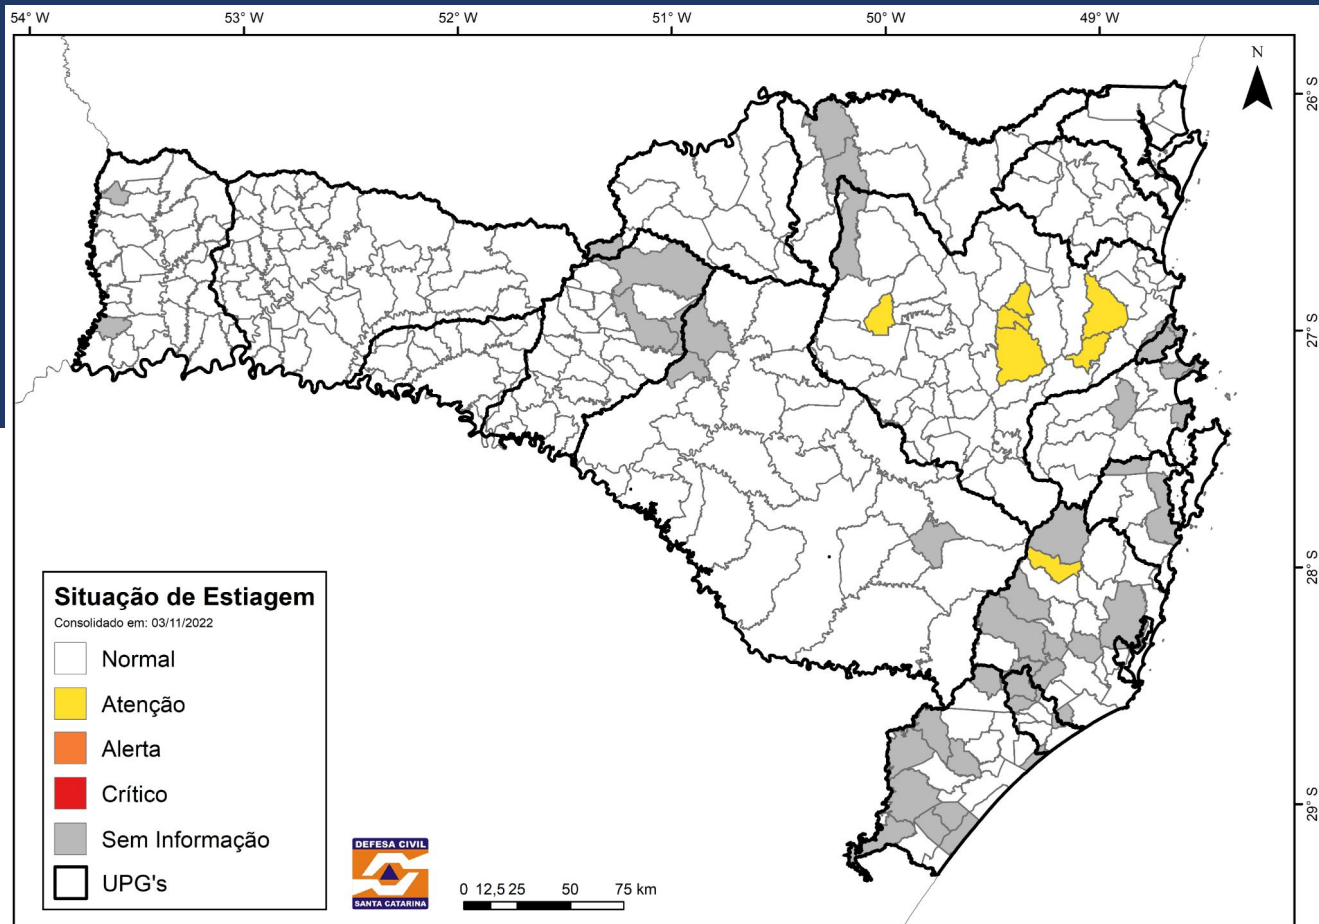 54° W 53° W 52° W 51° W 50° W 49° W
N
26° S
27° S
28° S
29° S
Situação de Estiagem
Consolidado em: 03/11/2022
Normal
Atenção
Alerta
Crítico
Sem Informação
UPG's
DEFESA CIVIL
SANTA CATARINA
0 12,5 25 50 75 km